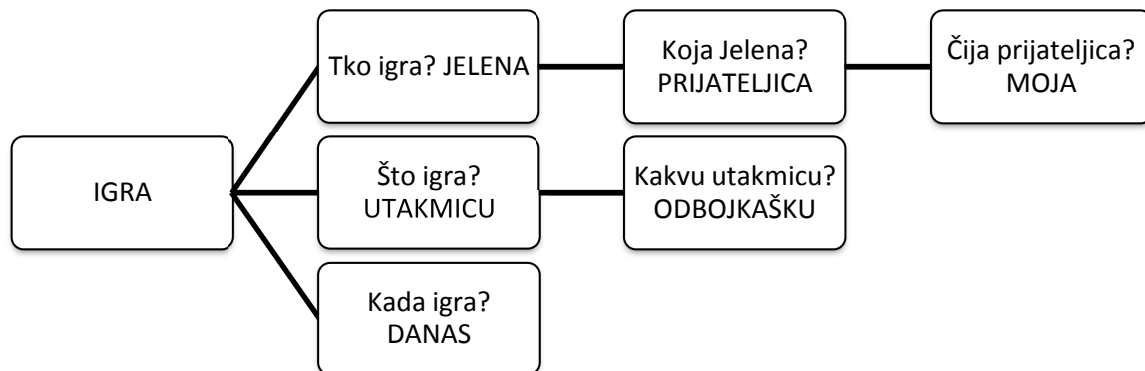 Tko igra? JELENA
Koja Jelena?
PRIJATELJICA
Čija prijateljica?
MOJA
IGRA
Što igra?
UTAKMICU
Kakvu utakmicu?
ODBOJKAŠKU
Kada igra?
DANAS